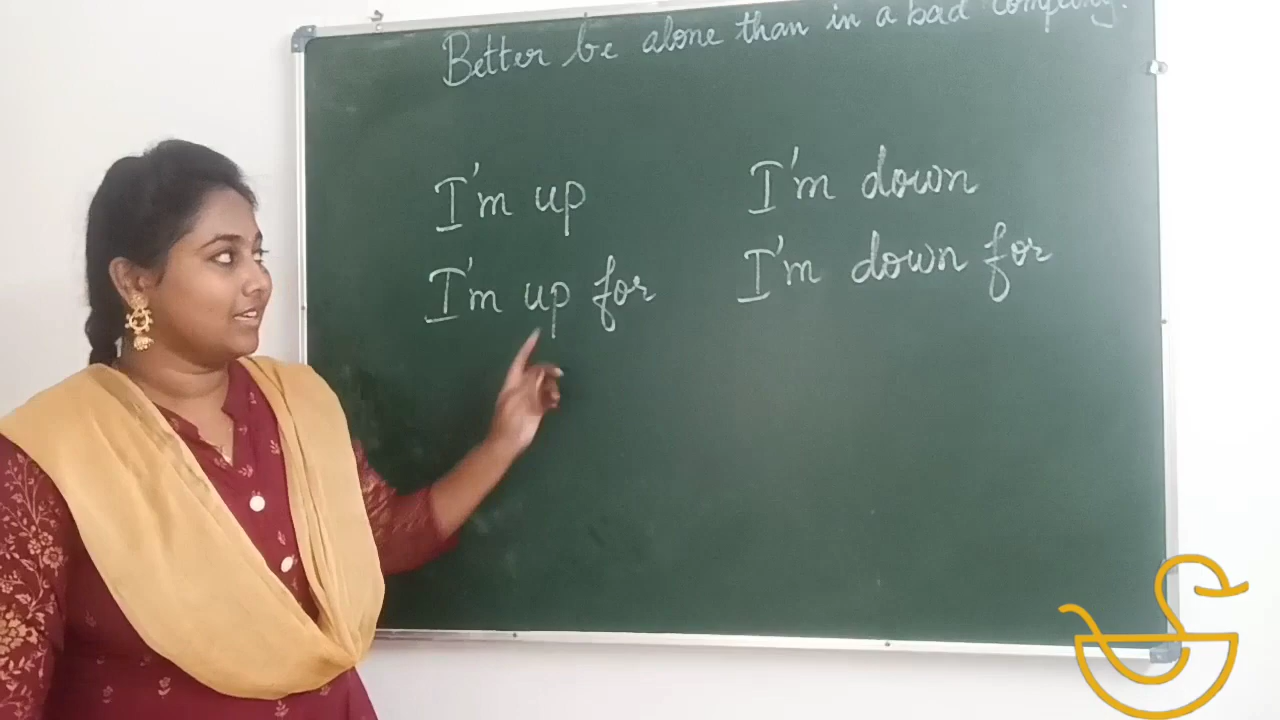 Better be alone than in a bad company.
I'm up
I'm down
I'm up for
I'm down for